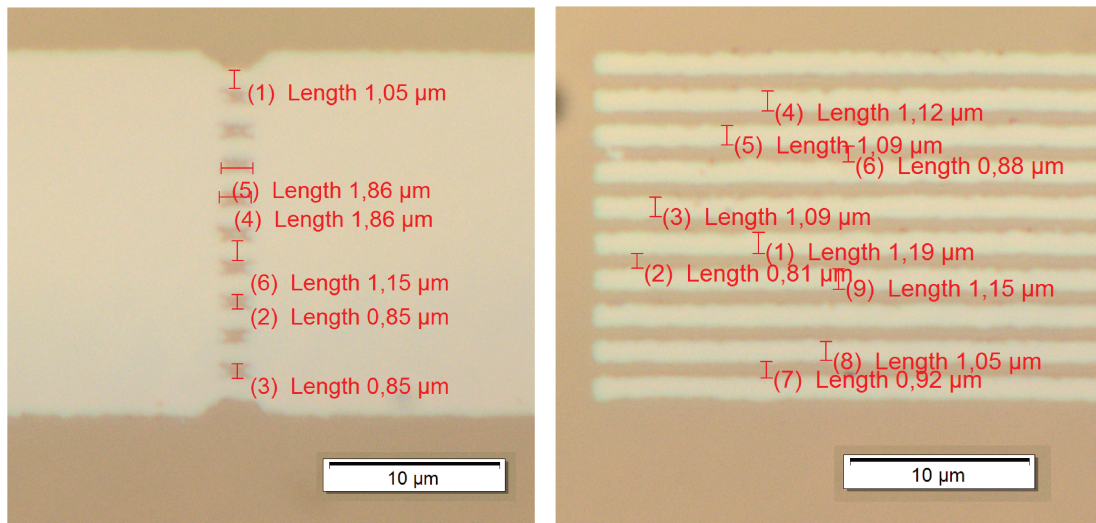 (1) Length 1,05 µm
(5) Length 1,86 µm
(4) Length 1,86 µm
(6) Length 1,15 µm
(2) Length 0,85 µm
(3) Length 0,85 µm
10 µm
(4) Length 1,12 µm
(5) Length 1,09 µm
(6) Length 0,88 µm
(3) Length 1,09 µm
(1) Length 1,19 µm
(2) Length 0,81 µm
(9) Length 1,15 µm
(8) Length 1,05 µm
(7) Length 0,92 µm
10 µm